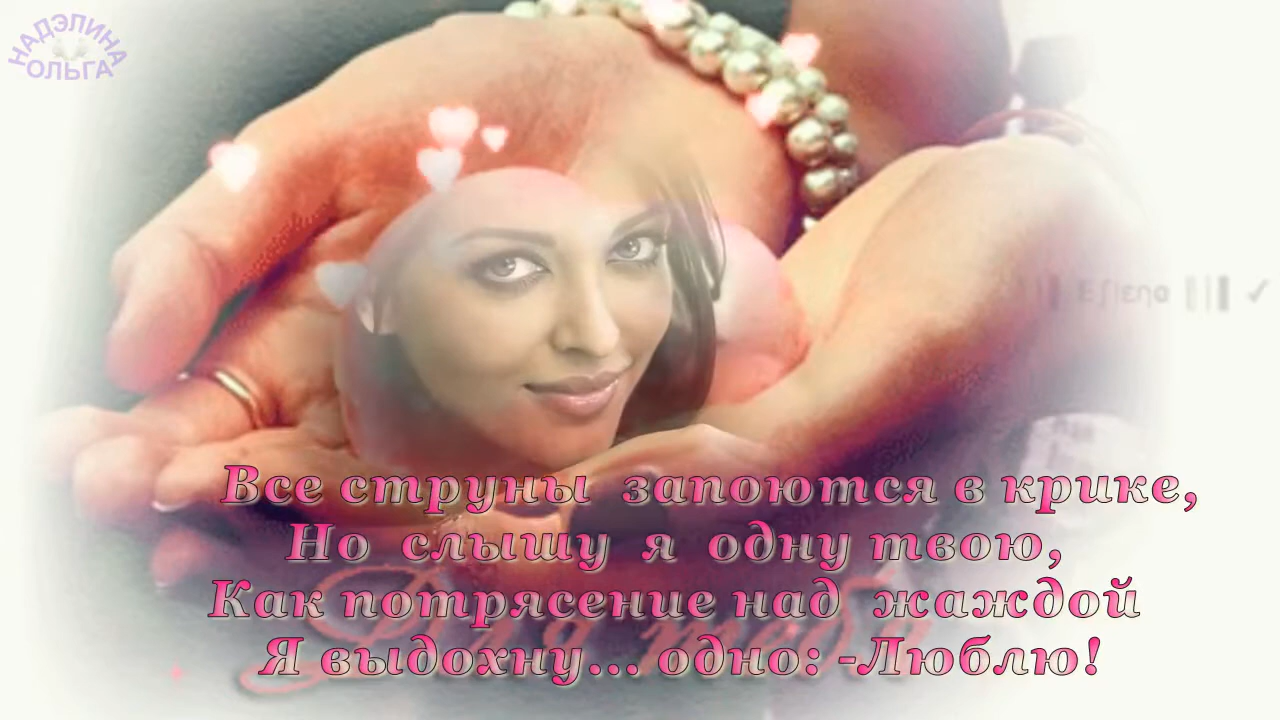 НАДЭЛИНА
ОЛЬГА
Все струны запоются в крике,
Но слышу я одну твою,
Как потрясение над жаждой
Я выдохну... одно: -Люблю!
Для тебя